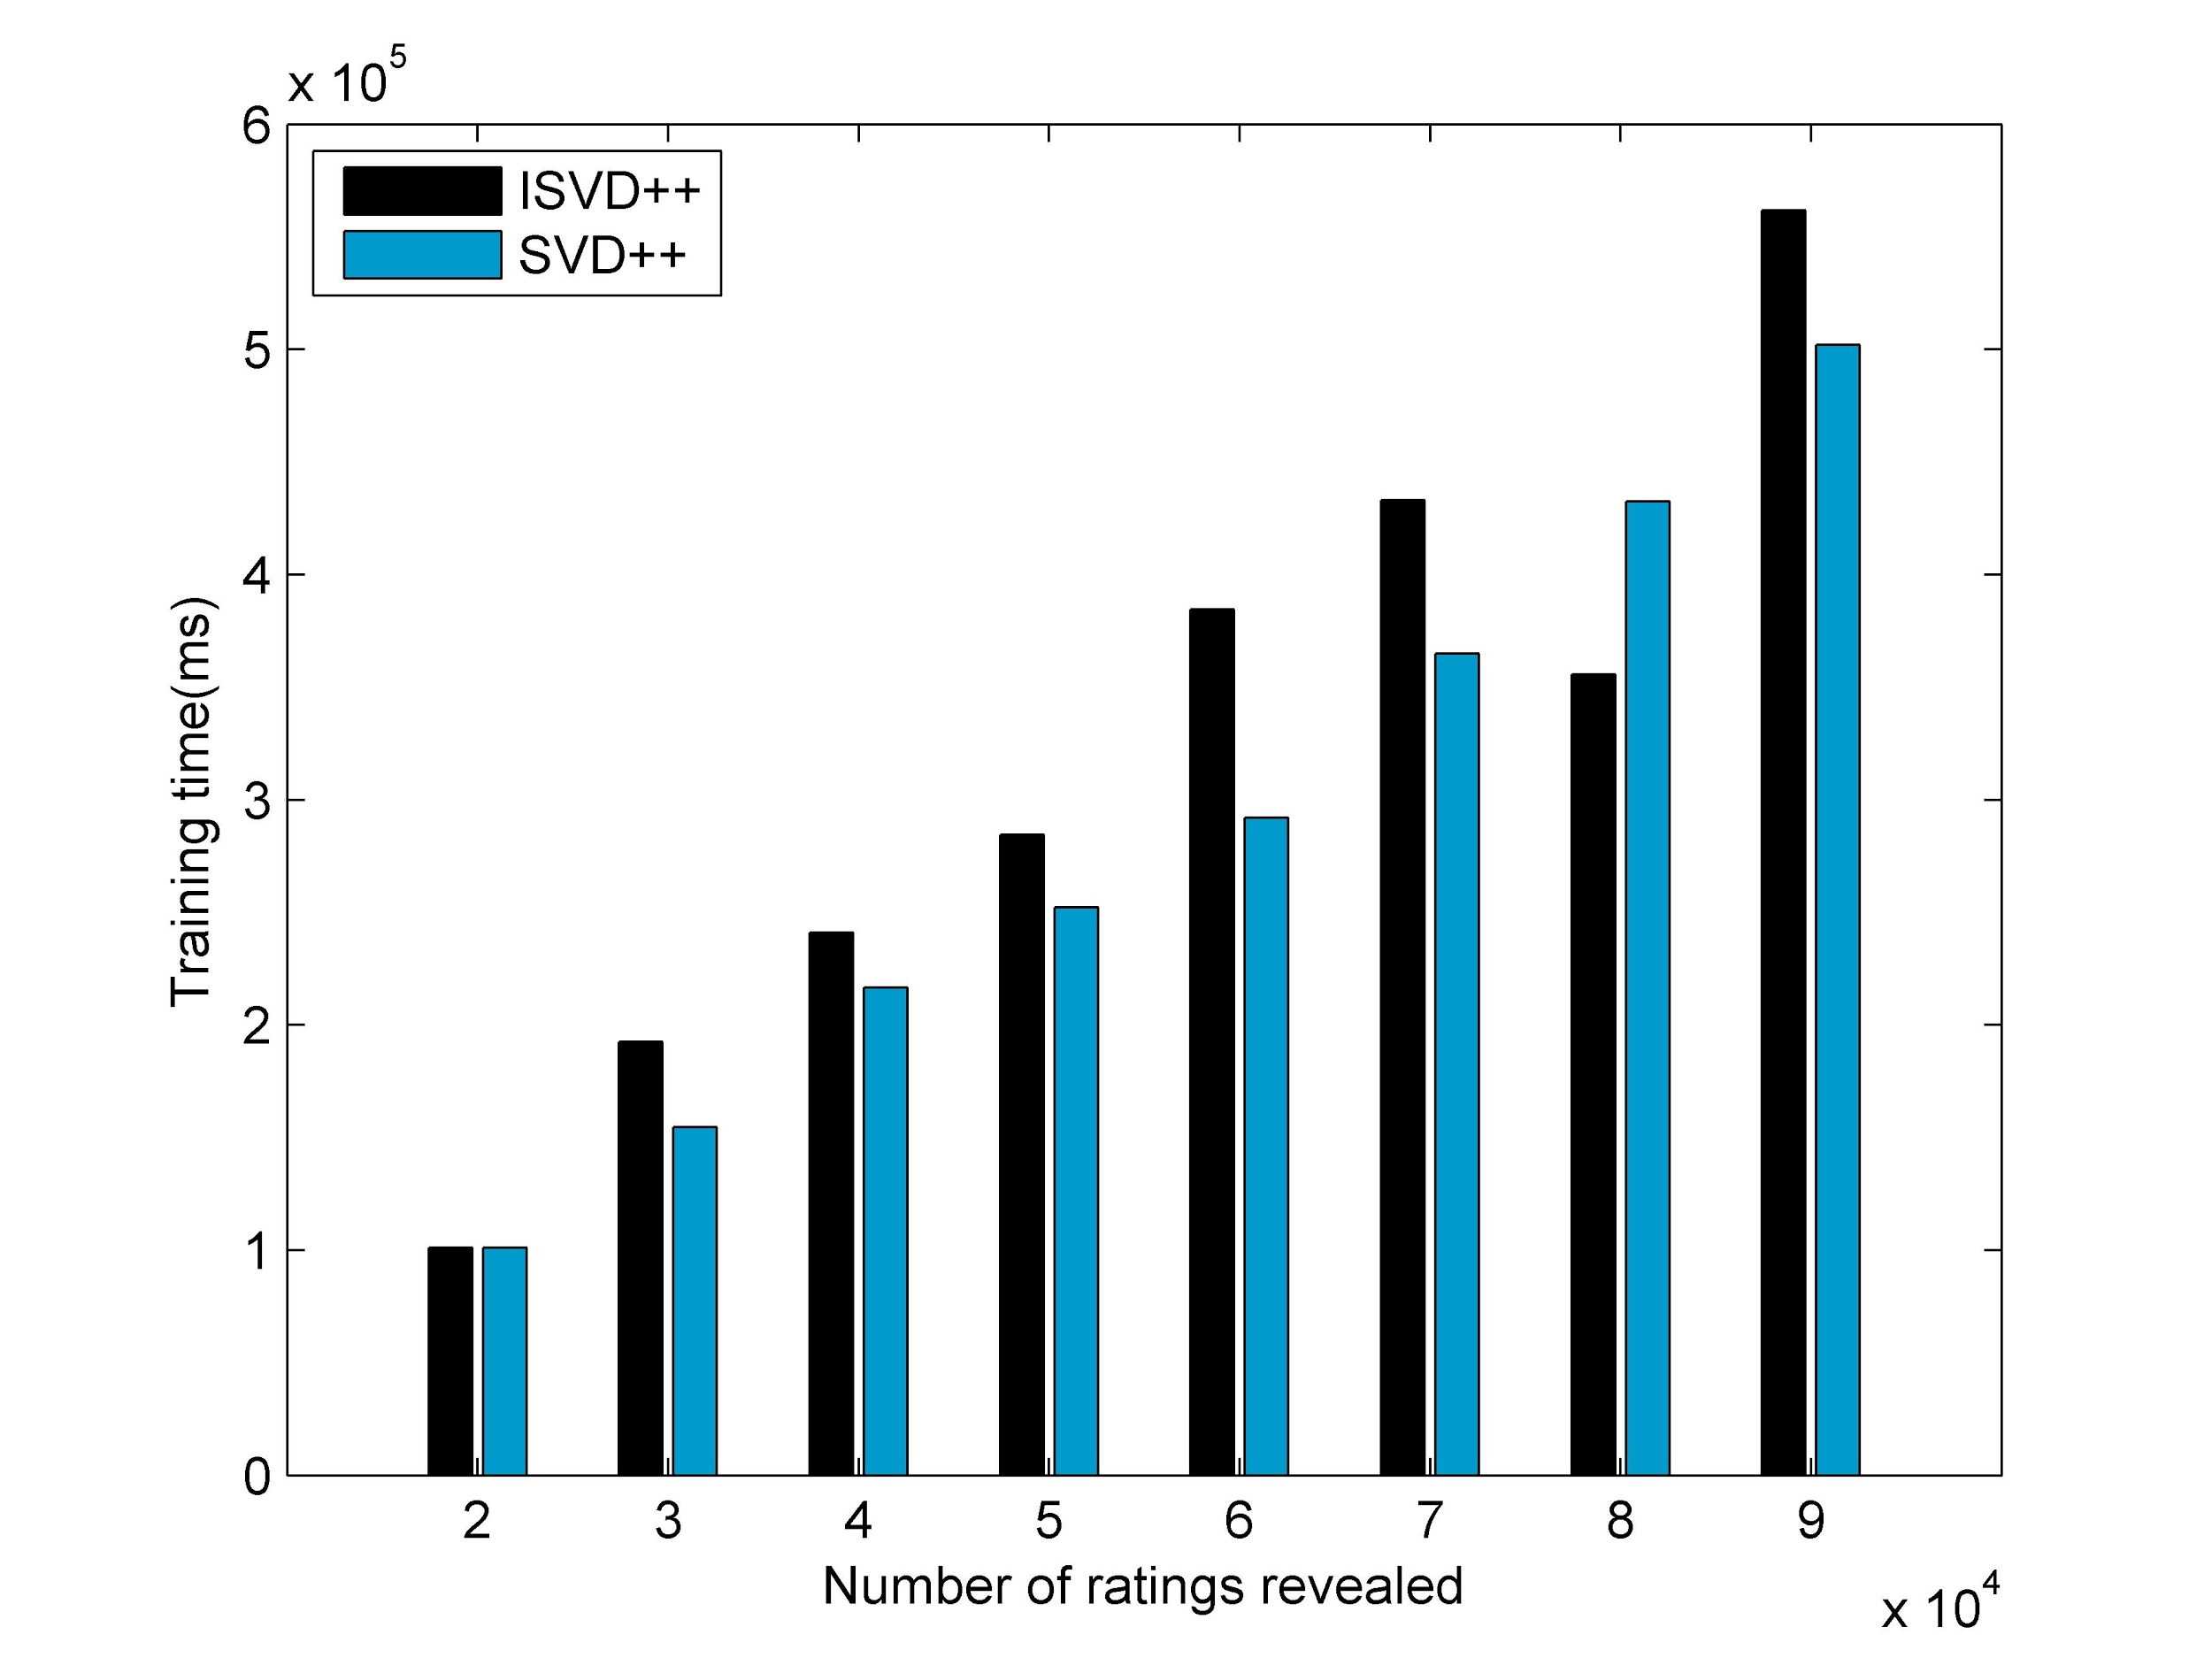 x 10^5
6
ISVD++
SVD++
5
4
3
2
1
0
Training time(ms)
2 3 4 5 6 7 8 9
Number of ratings revealed
x 10^4